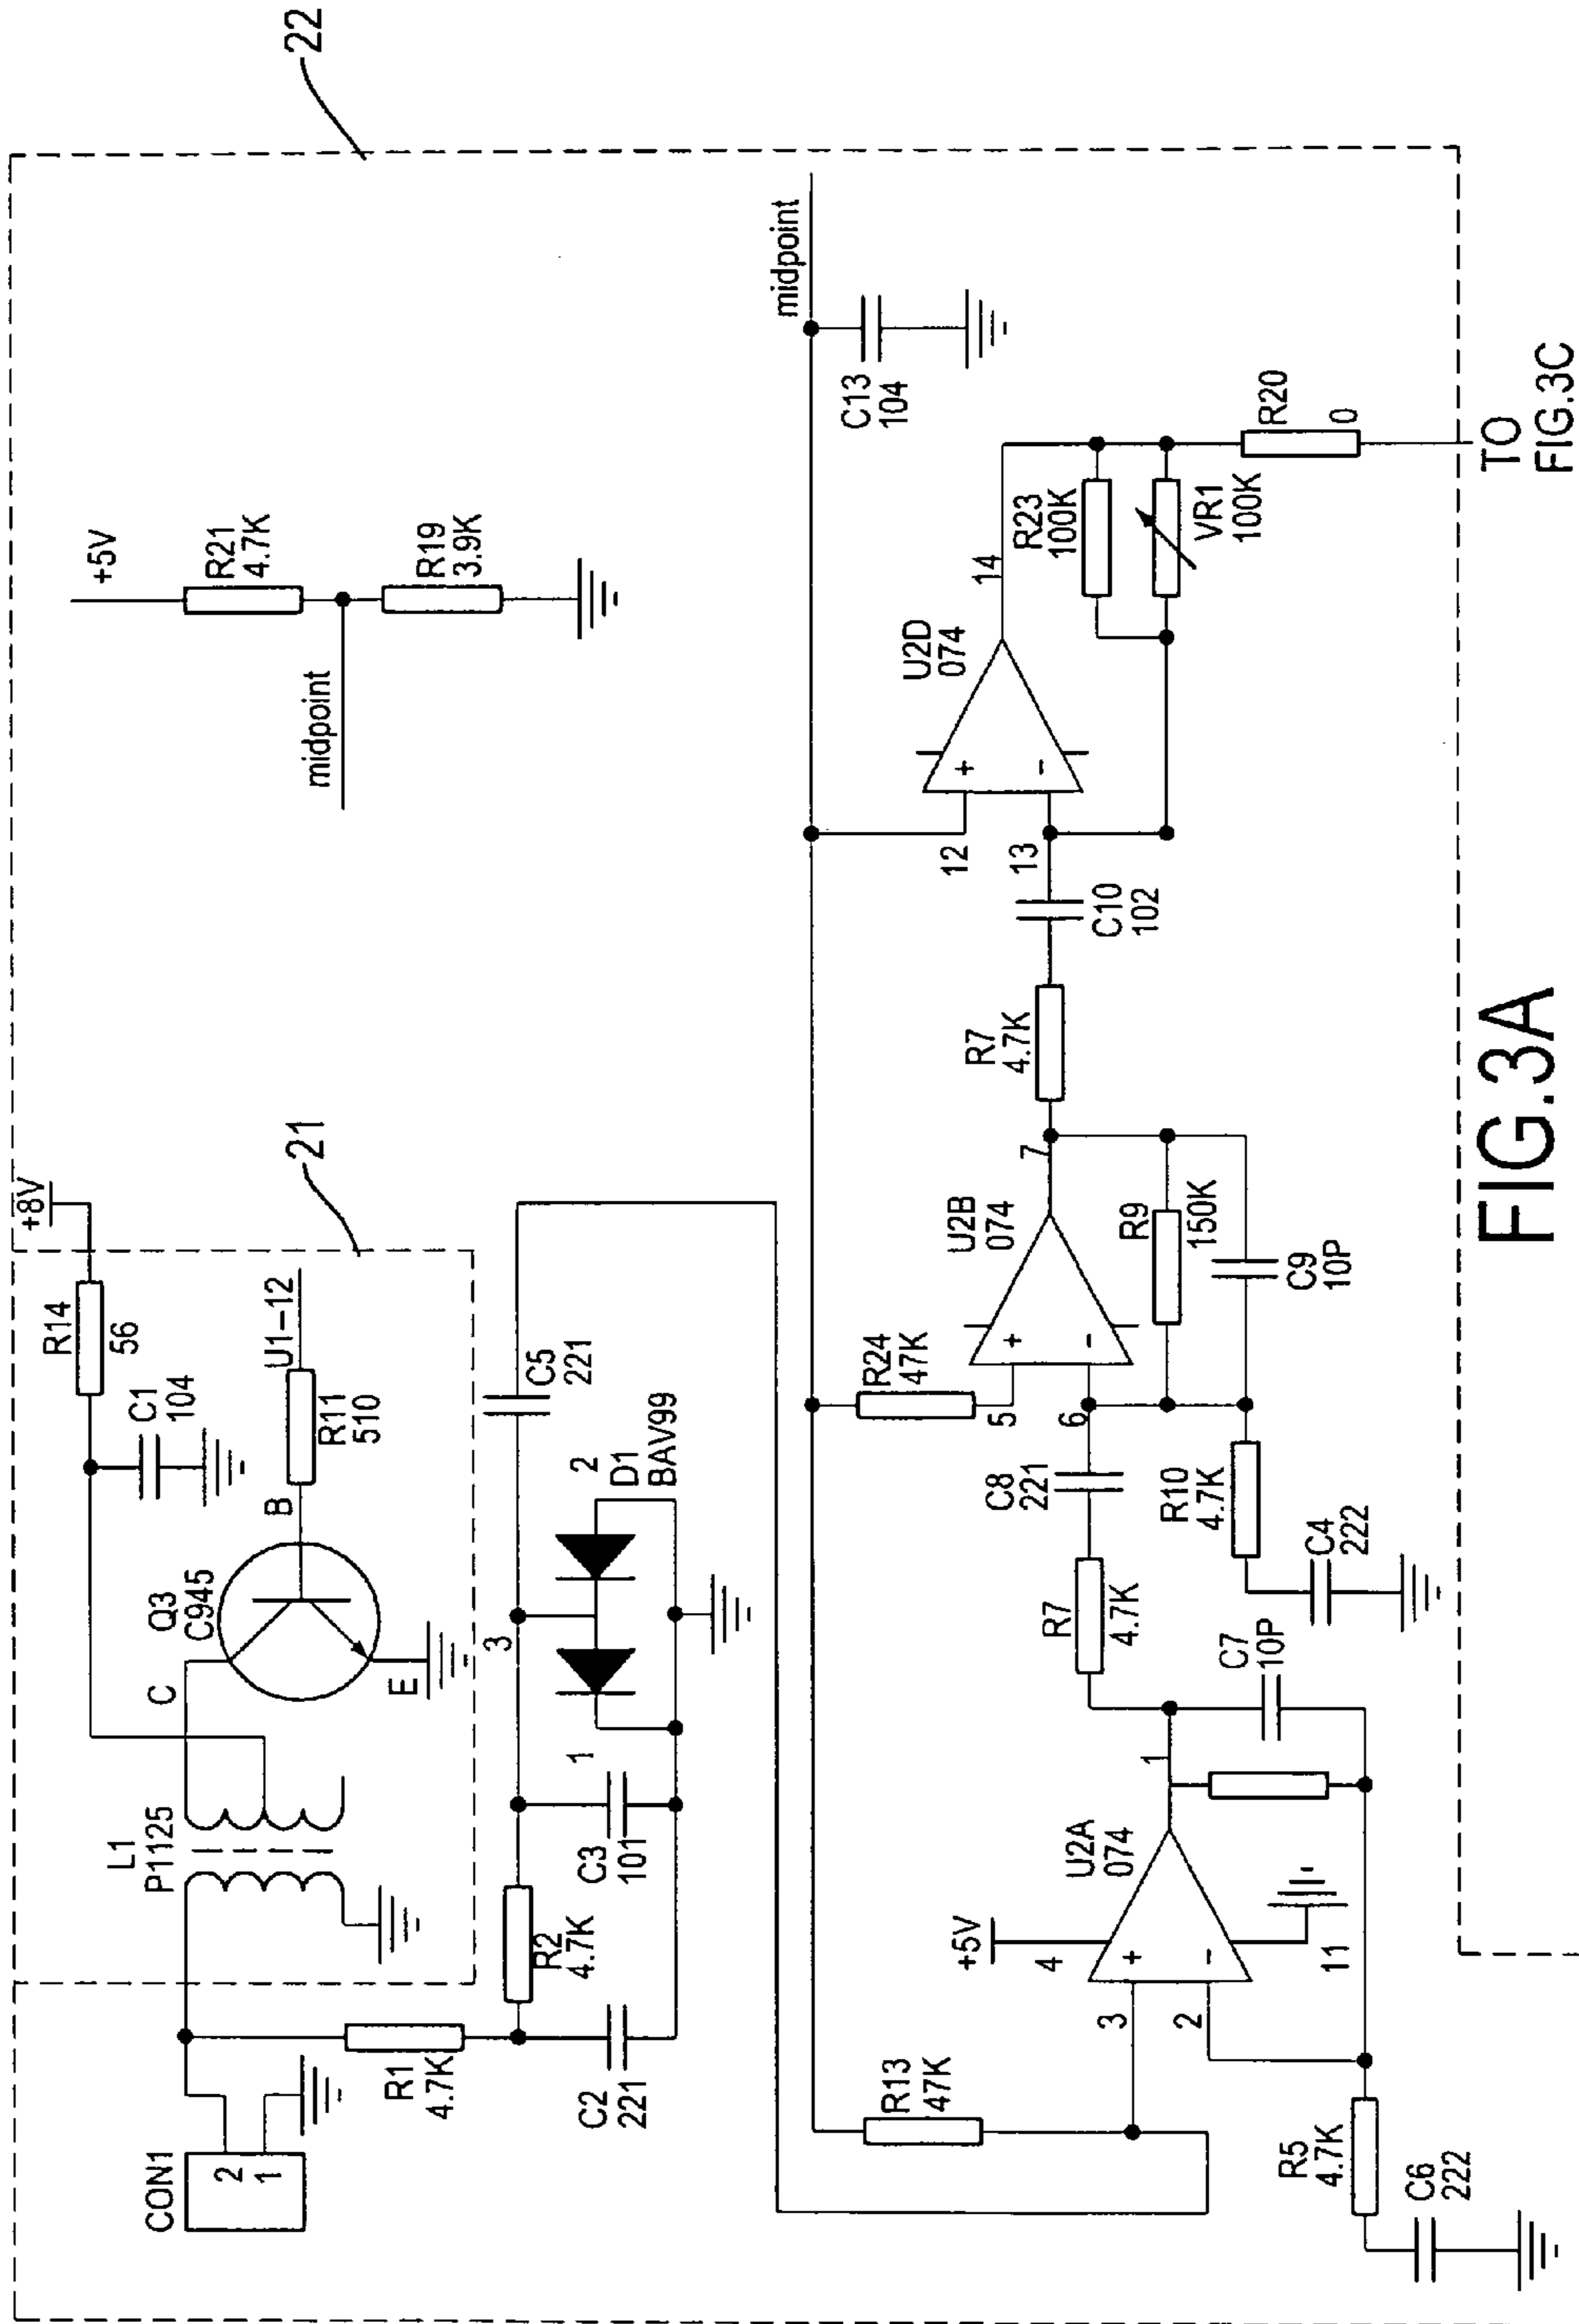 22
+8V
R14
56
21
U1-12
C1
104
R11
510
B
Q3
C945
C
E
L1
P1125
CON1
2
1
R1
4.7K
C2
221
R2
4.7K
C3
101
1
3
2
D1
BAV99
C5
221
+5V
R21
4.7K
midpoint
R19
3.9K
midpoint
C13
104
R13
47K
+5V
4
3
2
11
+
-
U2A
074
1
R5
4.7K
C6
222
C7
10P
R7
4.7K
C8
221
R10
4.7K
C4
222
R24
47K
5
6
+
-
U2B
074
7
R9
150K
C9
10P
R7
4.7K
C10
102
12
13
+
-
U2D
074
14
R23
100K
VR1
100K
R20
0
TO
FIG.3C
FIG.3A